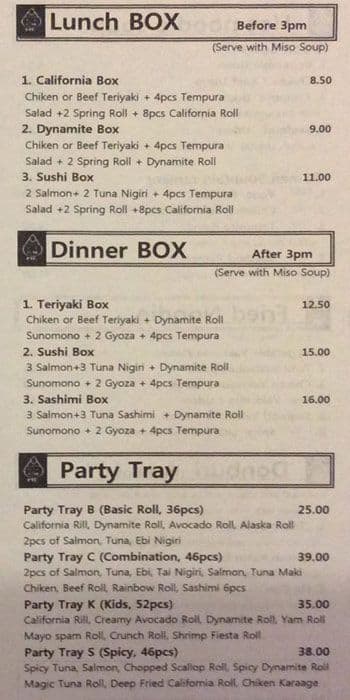 Lunch BOX Before 3pm
(Serve with Miso Soup)
1. California Box 8.50
Chiken or Beef Teriyaki + 4pcs Tempura
Salad +2 Spring Roll + 8pcs California Roll
2. Dynamite Box 9.00
Chiken or Beef Teriyaki + 4pcs Tempura
Salad + 2 Spring Roll + Dynamite Roll
3. Sushi Box 11.00
2 Salmon+ 2 Tuna Nigiri + 4pcs Tempura
Salad +2 Spring Roll +8pcs California Roll
Dinner BOX After 3pm
(Serve with Miso Soup)
1. Teriyaki Box 12.50
Chiken or Beef Teriyaki + Dynamite Roll
Sunomono + 2 Gyoza + 4pcs Tempura
2. Sushi Box 15.00
3 Salmon+3 Tuna Nigiri + Dynamite Roll
Sunomono + 2 Gyoza + 4pcs Tempura
3. Sashimi Box 16.00
3 Salmon+3 Tuna Sashimi + Dynamite Roll
Sunomono + 2 Gyoza + 4pcs Tempura
Party Tray
Party Tray B (Basic Roll, 36pcs) 25.00
California Rill, Dynamite Roll, Avocado Roll, Alaska Roll
2pcs of Salmon, Tuna, Ebi Nigiri
Party Tray C (Combination, 46pcs) 39.00
2pcs of Salmon, Tuna, Ebi, Tai Nigiri, Salmon, Tuna Maki
Chiken, Beef Roll, Rainbow Roll, Sashimi 6pcs
Party Tray K (Kids, 52pcs) 35.00
California Rill, Creamy Avocado Roll, Dynamite Roll, Yam Roll
Mayo spam Roll, Crunch Roll, Shrimp Fiesta Roll
Party Tray S (Spicy, 46pcs) 38.00
Spicy Tuna, Salmon, Chopped Scallop Roll, Spicy Dynamite Roll
Magic Tuna Roll, Deep Fried California Roll, Chiken Karaage